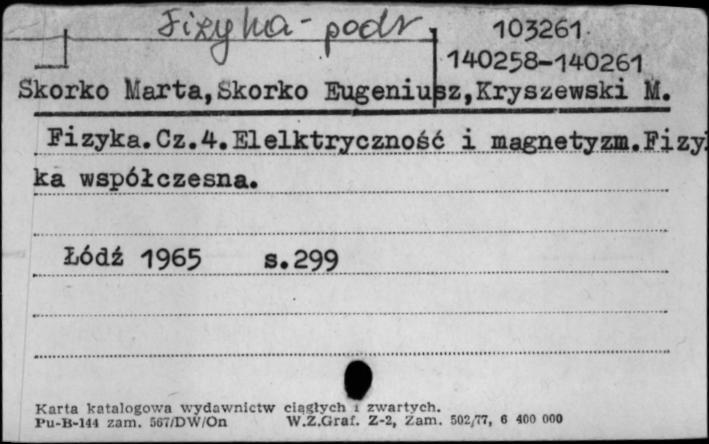 Fizyka - podr
103261
140258-140261
Skorko Marta,Skorko Eugeniusz,Kryszewski M.
Fizyka.Cz.4.Elelktryczność i magnetyzm.Fizy
ka współczesna.
Łódź 1965 s.299
Karta katalogowa wydawnictw ciągłych i zwartych.
Pu-B-144 zam. 567/DW/On W.Z.Graf. Z-2, Zam. 502/77, 6 400 000